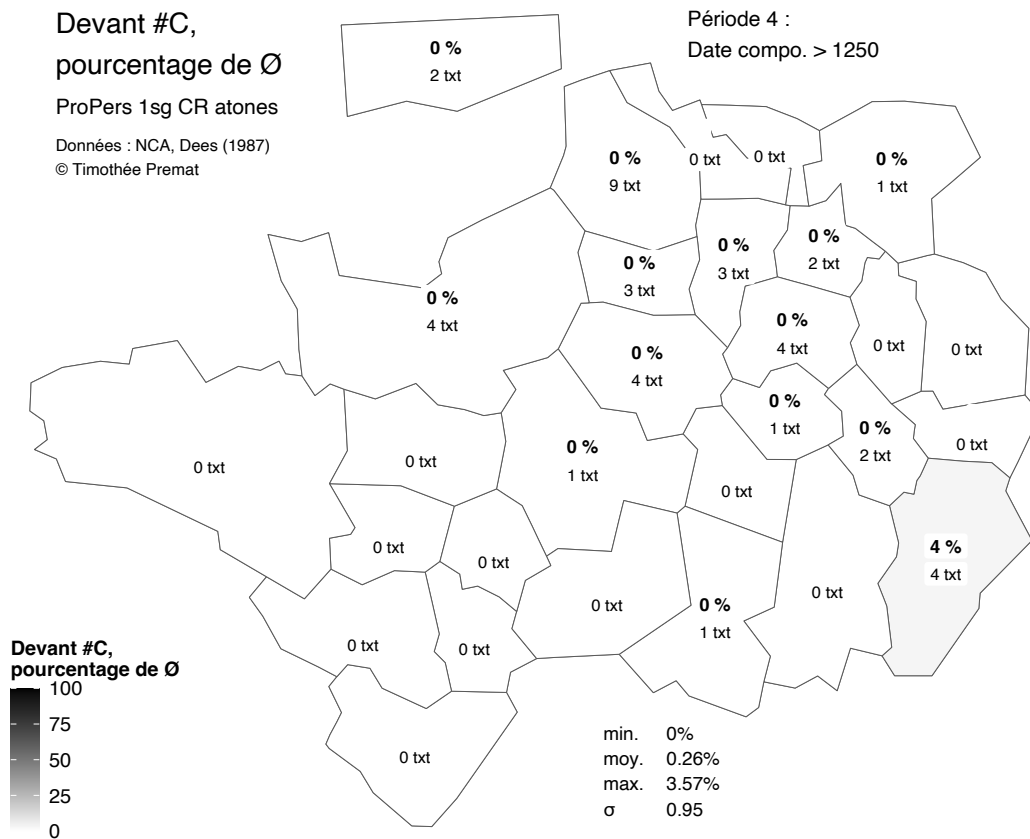 Devant #C,
pourcentage de Ø
ProPers 1sg CR atones
Données : NCA, Dees (1987)
© Timothée Premat
Période 4 :
Date compo. > 1250
0 %
2 txt
0 %
9 txt
0 txt
0 txt
0 %
1 txt
0 %
3 txt
0 %
3 txt
0 %
2 txt
0 %
4 txt
0 %
4 txt
0 %
4 txt
0 txt
0 txt
0 txt
0 txt
0 %
1 txt
0 %
1 txt
0 %
2 txt
0 txt
0 txt
0 txt
0 txt
4 %
4 txt
0 txt
0 %
1 txt
0 txt
0 txt
0 txt
0 txt
Devant #C,
pourcentage de Ø
100
75
50
25
0
min. 0%
moy. 0.26%
max. 3.57%
σ 0.95